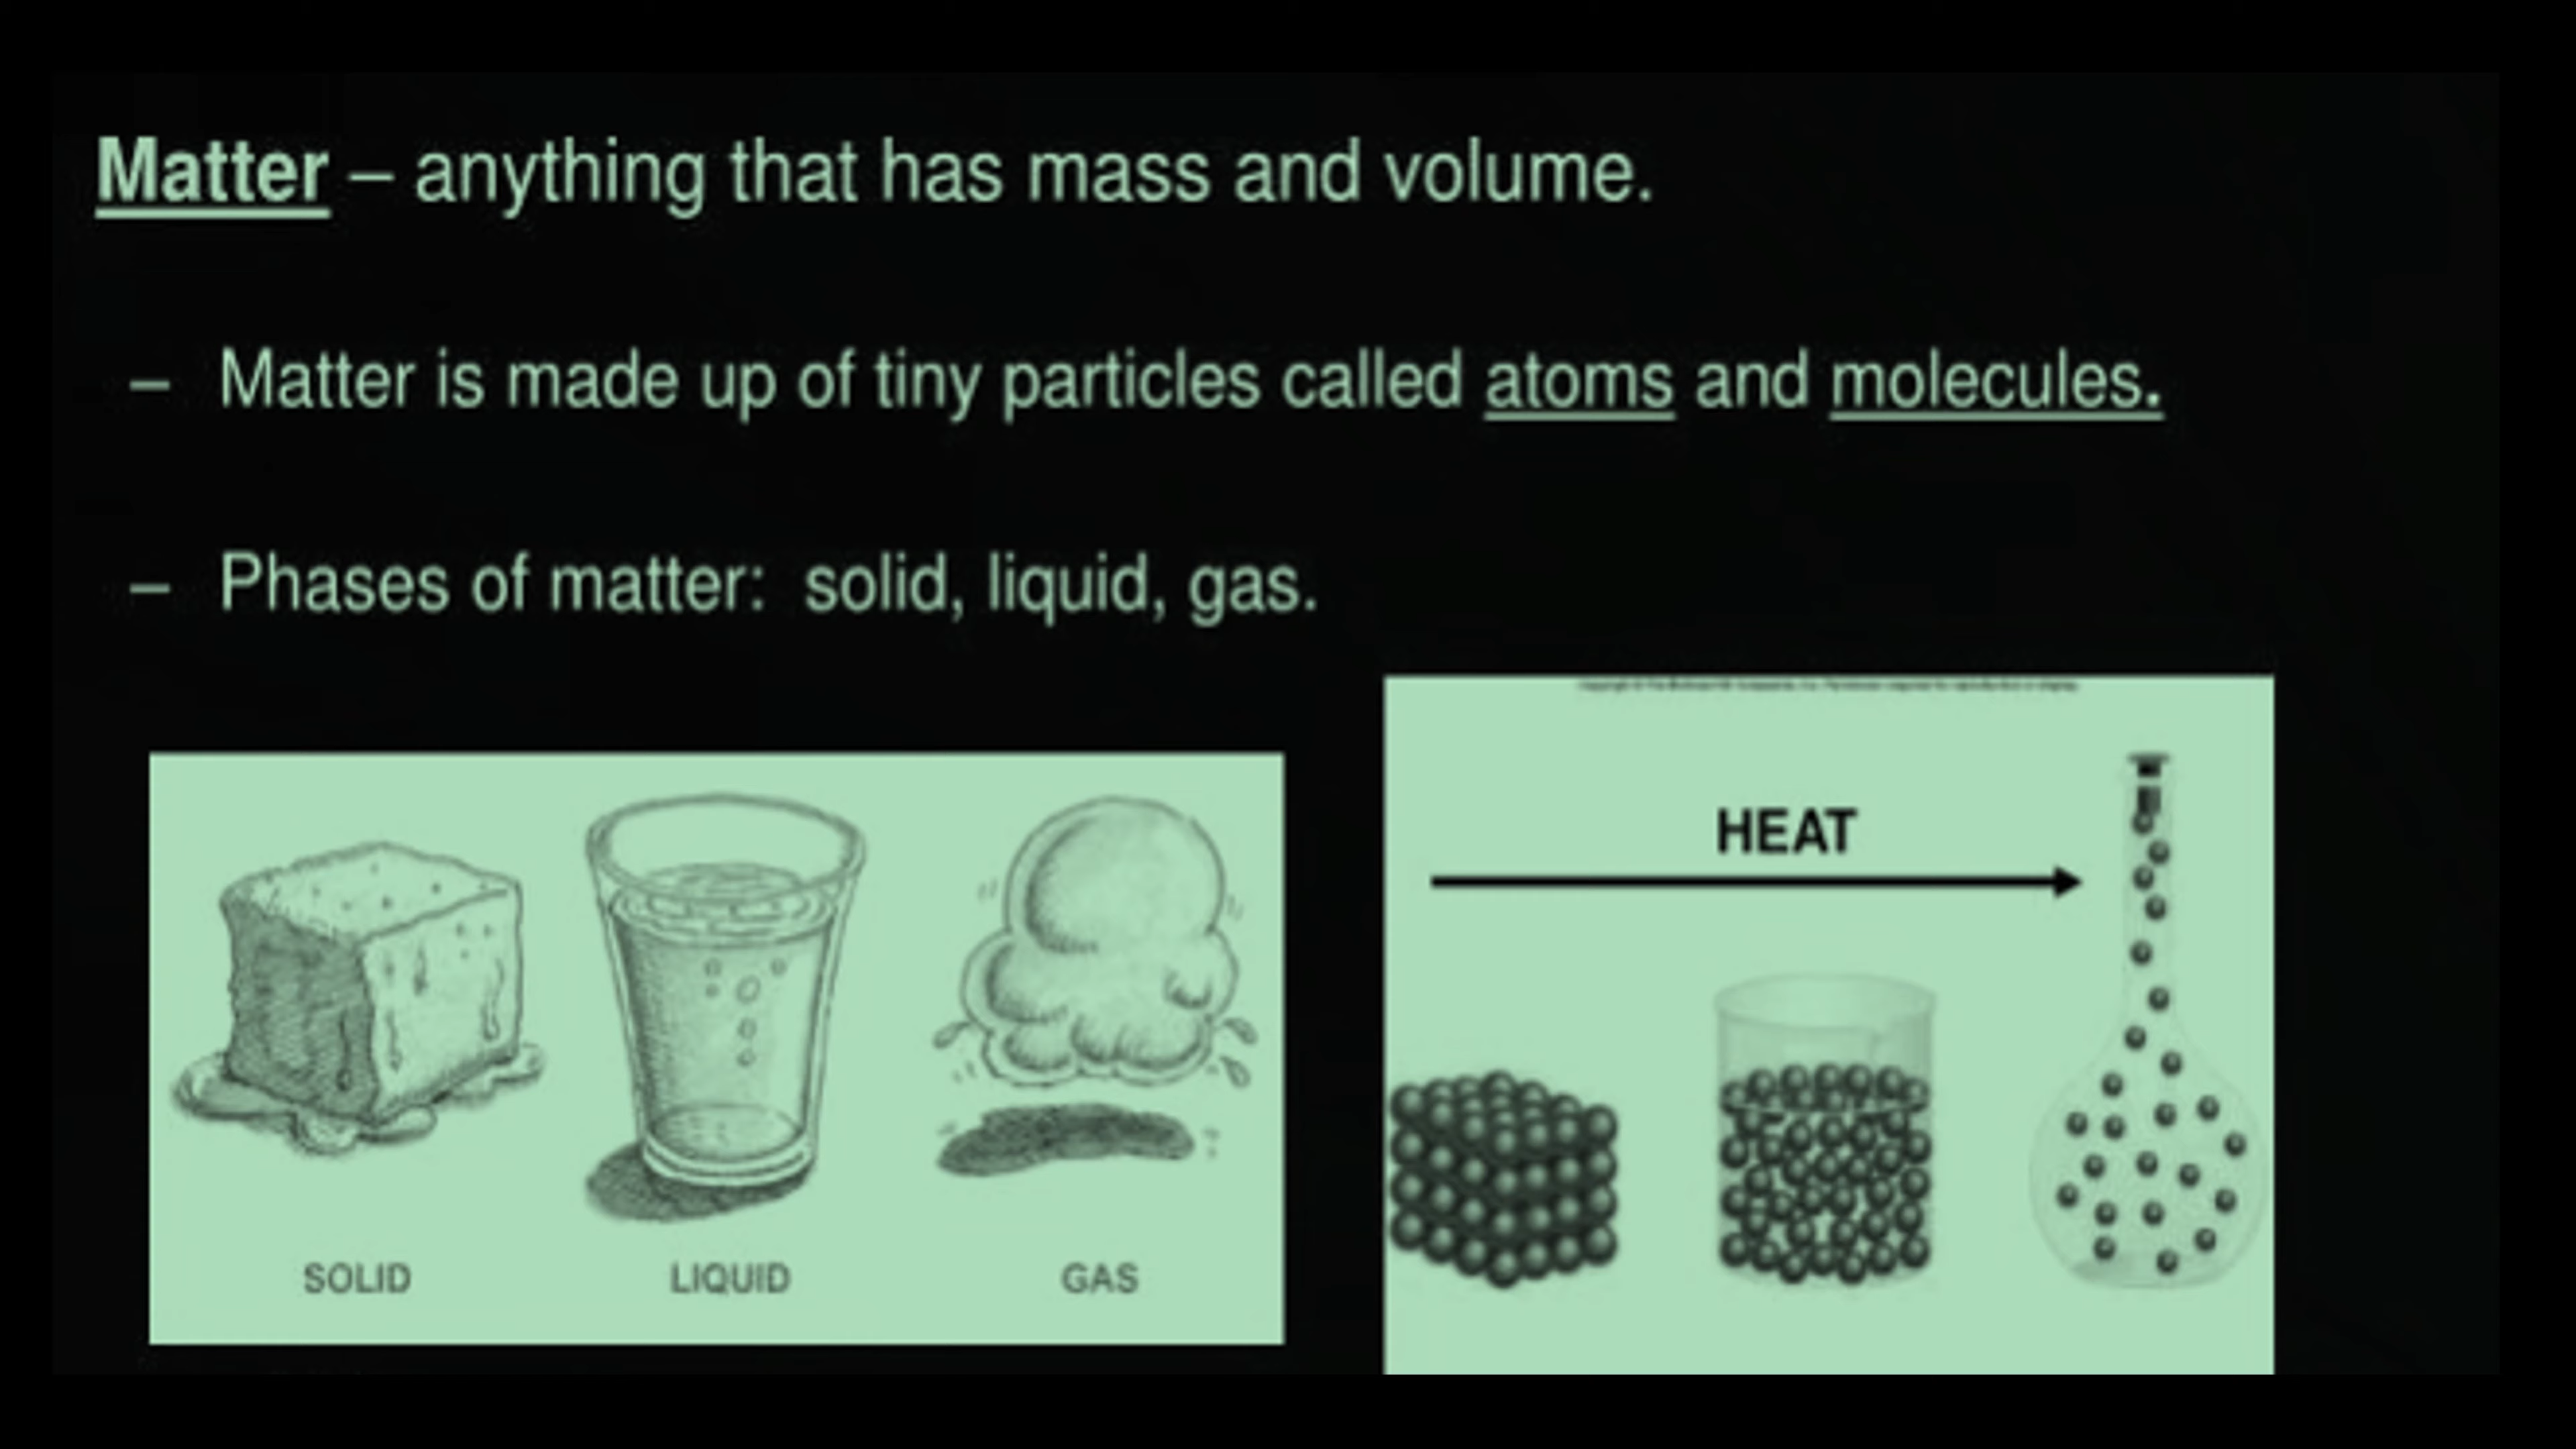 Matter – anything that has mass and volume.
– Matter is made up of tiny particles called atoms and molecules.
– Phases of matter: solid, liquid, gas.
HEAT
SOLID LIQUID GAS